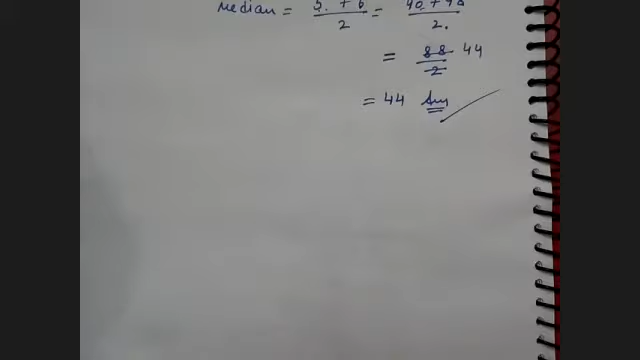 median = 5. + 6 / 2 = 40 + 48 / 2.
= 88 / 2 44
= 44 Ans